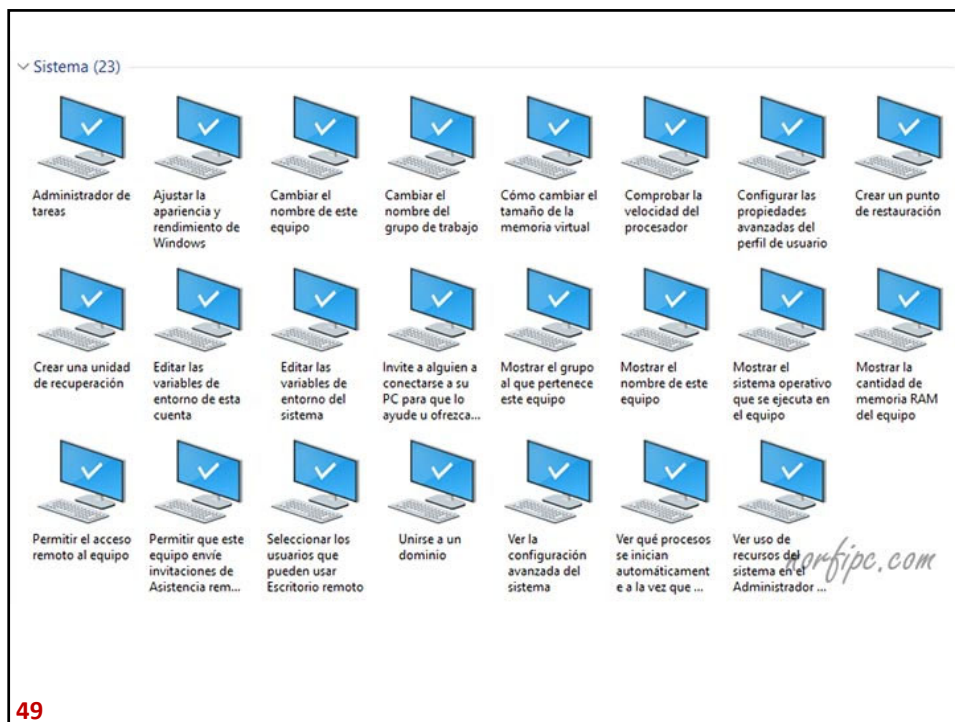 Sistema (23)
Administrador de
tareas
Ajustar la
apariencia y
rendimiento de
Windows
Cambiar el
nombre de este
equipo
Cambiar el
nombre del
grupo de trabajo
Cómo cambiar el
tamaño de la
memoria virtual
Comprobar la
velocidad del
procesador
Configurar las
propiedades
avanzadas del
perfil de usuario
Crear un punto
de restauración
Crear una unidad
de recuperación
Editar las
variables de
entorno de esta
cuenta
Editar las
variables de
entorno del
sistema
Invite a alguien a
conectarse a su
PC para que lo
ayude u ofrezca...
Mostrar el grupo
al que pertenece
este equipo
Mostrar el
nombre de este
equipo
Mostrar el
sistema operativo
que se ejecuta en
el equipo
Mostrar la
cantidad de
memoria RAM
del equipo
Permitir el acceso
remoto al equipo
Permitir que este
equipo envíe
invitaciones de
Asistencia rem...
Seleccionar los
usuarios que
pueden usar
Escritorio remoto
Unirse a un
dominio
Ver la
configuración
avanzada del
sistema
Ver qué procesos
se inician
automáticament
e a la vez que ...
Ver uso de
recursos del
sistema en el
Administrador ...
norfipc.com
49